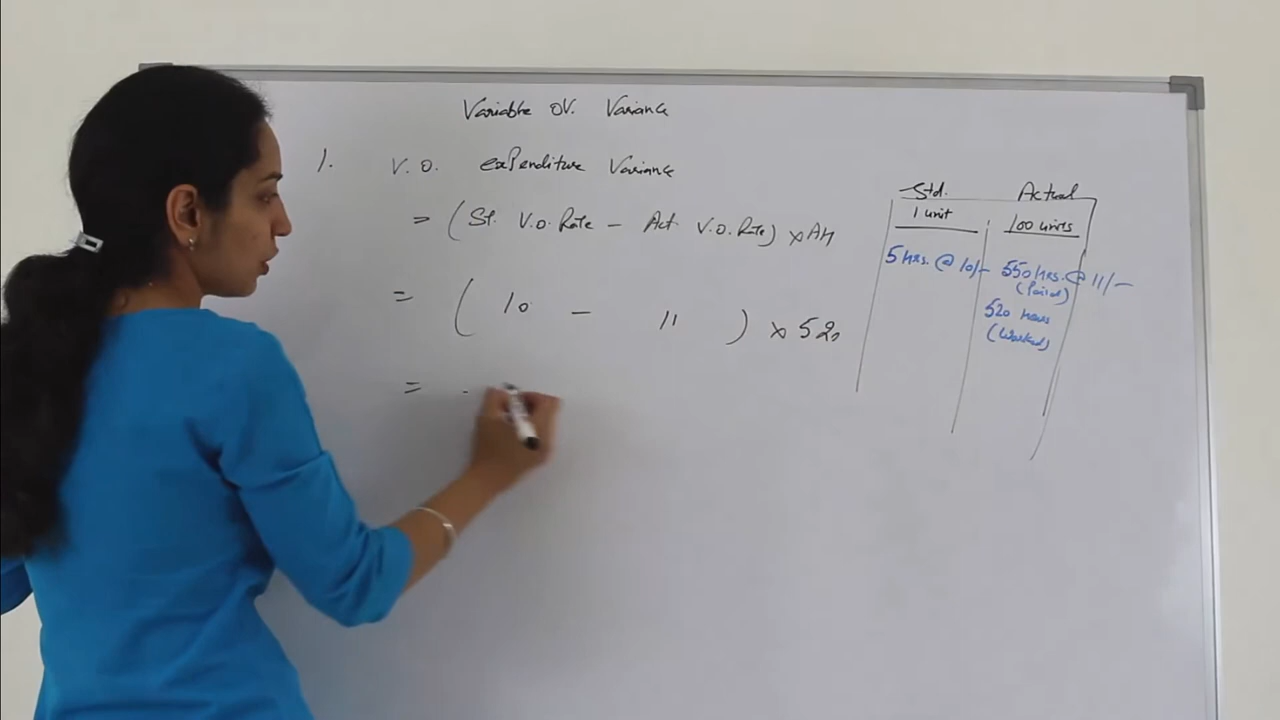 Variable OV. Variance
1. V.O. expenditure Variance
= (St. V.O. Rate - Act. V.O. Rate) x AH
= ( 10 - 11 ) x 520
=
Std. Actual
1 unit 100 units
5 Hrs. @ 10/- 550 Hrs. @ 11/-
(Paid)
520 Hours
(Worked)